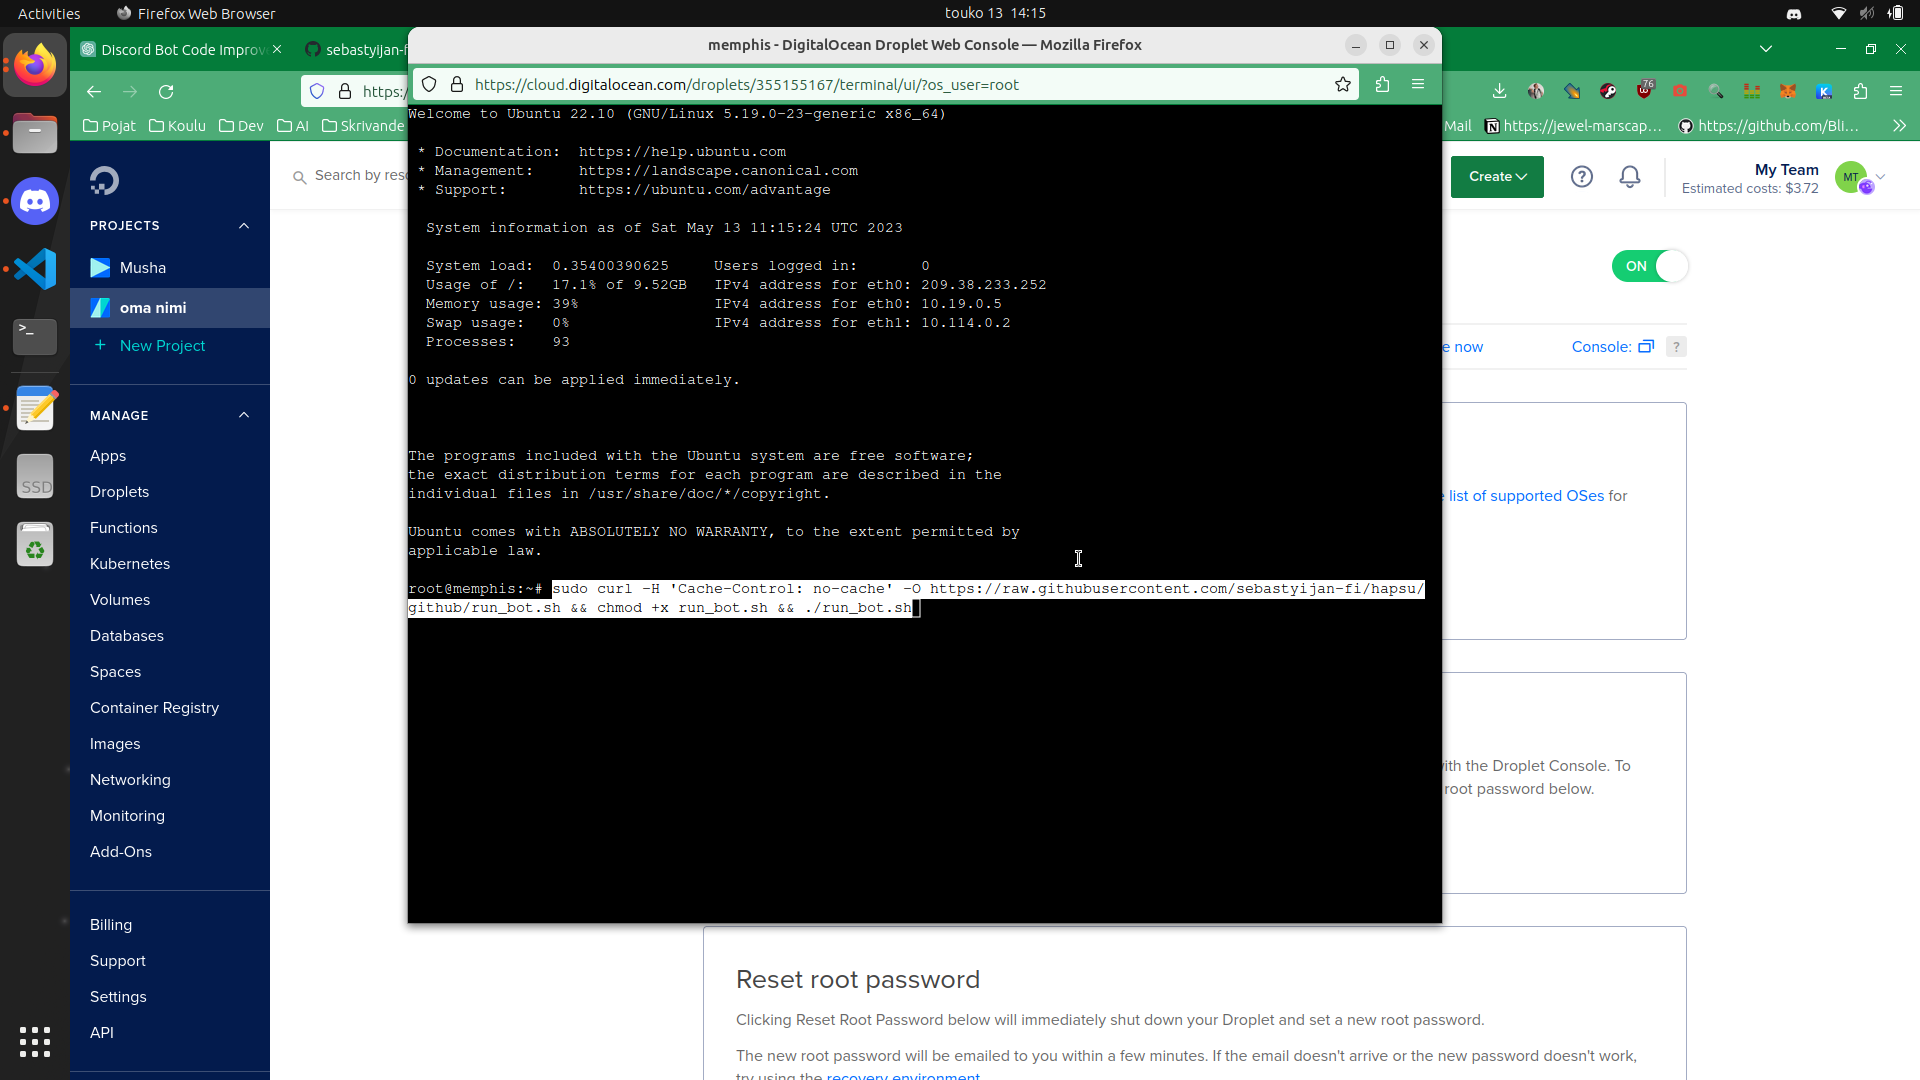 Activities
Firefox Web Browser
touko 13 14:15
Discord Bot Code Improv
sebastyijan-f
memphis - DigitalOcean Droplet Web Console — Mozilla Firefox
https:/
https://cloud.digitalocean.com/droplets/355155167/terminal/ui/?os_user=root
76
Pojat
Koulu
Dev
AI
Skrivande
Mail
https://jewel-marscap...
https://github.com/Bli...
Search by reso
Create
My Team
Estimated costs: $3.72
MT
PROJECTS
Musha
oma nimi
+ New Project
MANAGE
Apps
Droplets
Functions
Kubernetes
Volumes
Databases
Spaces
Container Registry
Images
Networking
Monitoring
Add-Ons
Billing
Support
Settings
API
>_
SSD
Welcome to Ubuntu 22.10 (GNU/Linux 5.19.0-23-generic x86_64)
* Documentation:  https://help.ubuntu.com
* Management:     https://landscape.canonical.com
* Support:        https://ubuntu.com/advantage
System information as of Sat May 13 11:15:24 UTC 2023
System load:  0.35400390625     Users logged in:       0
Usage of /:   17.1% of 9.52GB   IPv4 address for eth0: 209.38.233.252
Memory usage: 39%               IPv4 address for eth0: 10.19.0.5
Swap usage:   0%                IPv4 address for eth1: 10.114.0.2
Processes:    93
0 updates can be applied immediately.
The programs included with the Ubuntu system are free software;
the exact distribution terms for each program are described in the
individual files in /usr/share/doc/*/copyright.
Ubuntu comes with ABSOLUTELY NO WARRANTY, to the extent permitted by
applicable law.
root@memphis:~# sudo curl -H 'Cache-Control: no-cache' -O https://raw.githubusercontent.com/sebastyijan-fi/hapsu/
github/run_bot.sh && chmod +x run_bot.sh && ./run_bot.sh
ON
e now
Console:
?
list of supported OSes for
with the Droplet Console. To
root password below.
Reset root password
Clicking Reset Root Password below will immediately shut down your Droplet and set a new root password.
The new root password will be emailed to you within a few minutes. If the email doesn't arrive or the new password doesn't work,
try using the recovery environment